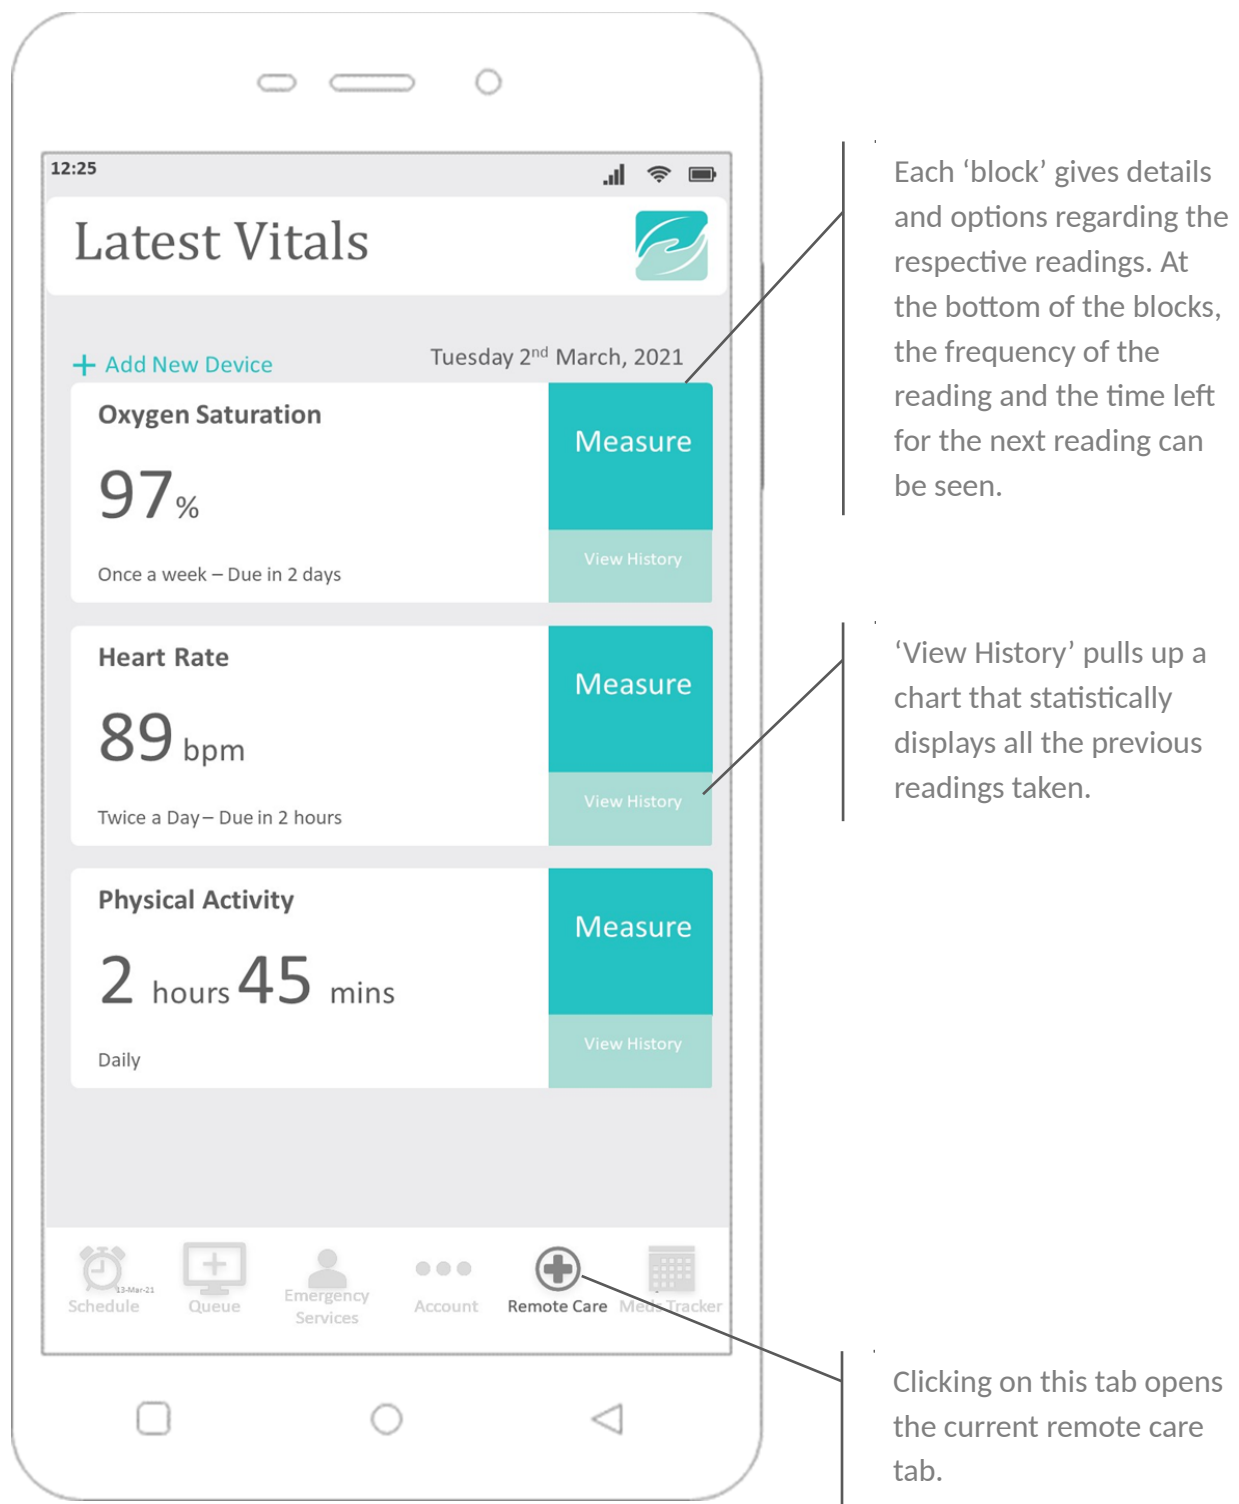 12:25
Latest Vitals
+ Add New Device
Tuesday 2nd March, 2021
Oxygen Saturation
97%
Once a week – Due in 2 days
Measure
View History
Heart Rate
89 bpm
Twice a Day – Due in 2 hours
Measure
View History
Physical Activity
2 hours 45 mins
Daily
Measure
View History
13-Mar-21
Schedule
Queue
Emergency
Services
Account
Remote Care
Meds Tracker
Each ‘block’ gives details
and options regarding the
respective readings. At
the bottom of the blocks,
the frequency of the
reading and the time left
for the next reading can
be seen.
‘View History’ pulls up a
chart that statistically
displays all the previous
readings taken.
Clicking on this tab opens
the current remote care
tab.